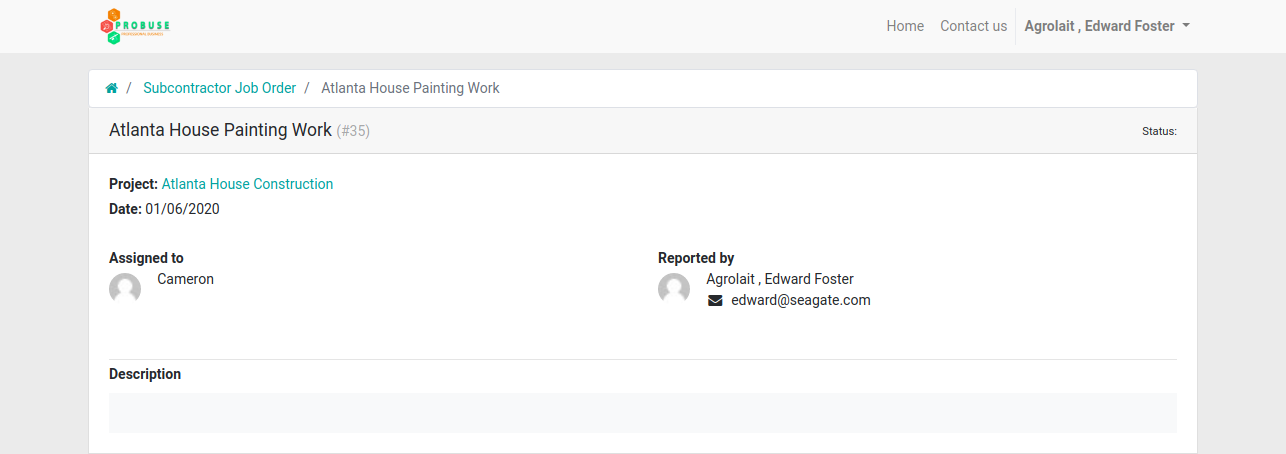 PROBUSE
Home Contact us Agrolait , Edward Foster
/ Subcontractor Job Order / Atlanta House Painting Work
Atlanta House Painting Work (#35) Status:
Project: Atlanta House Construction
Date: 01/06/2020
Assigned to Reported by
Cameron Agrolait , Edward Foster
edward@seagate.com
Description